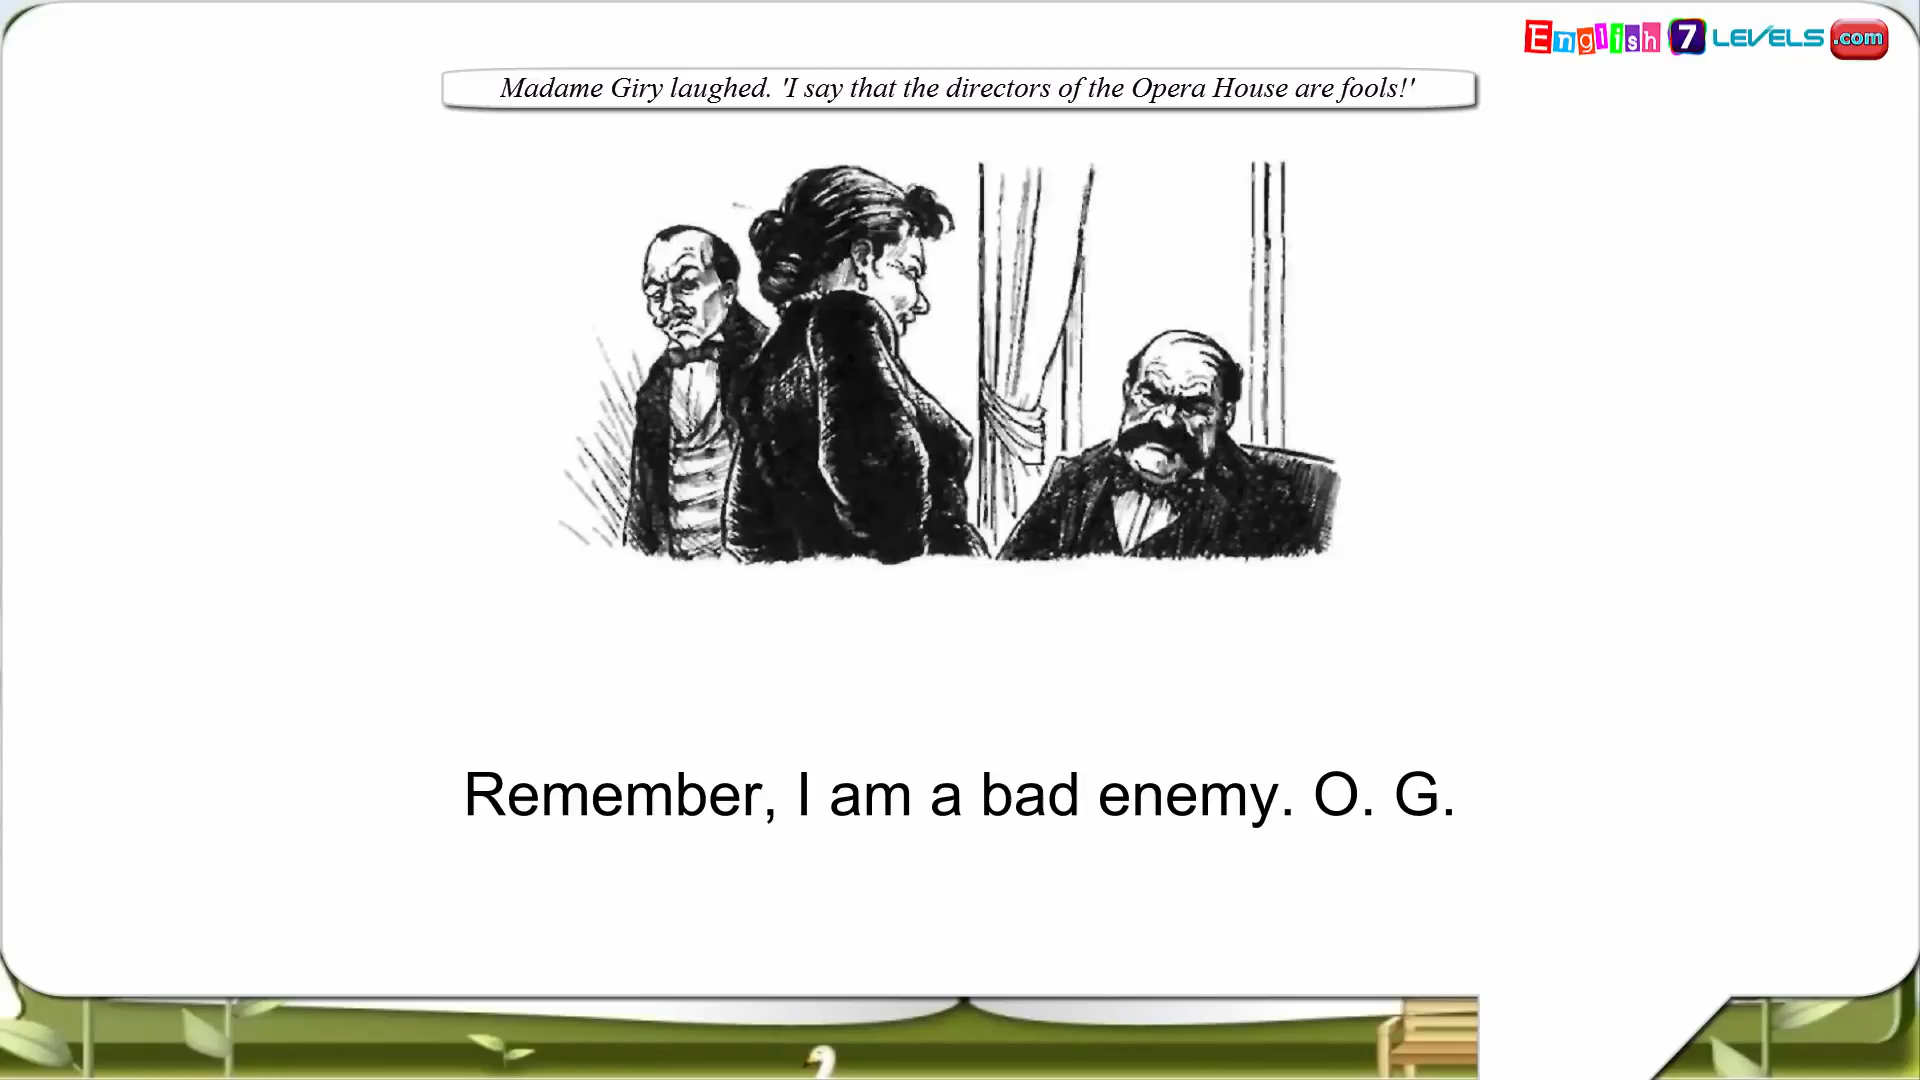 English 7 LEVELS .com
Madame Giry laughed. 'I say that the directors of the Opera House are fools!'
Remember, I am a bad enemy. O. G.